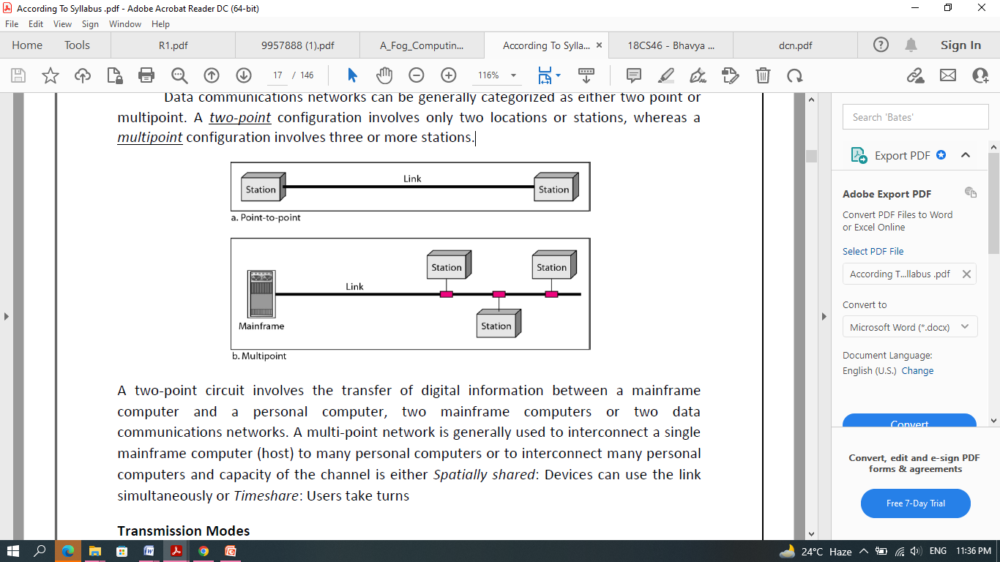 According To Syllabus .pdf - Adobe Acrobat Reader DC (64-bit)
File Edit View Sign Window Help
Home Tools R1.pdf 9957888 (1).pdf A_Fog_Computin... According To Sylla... × 18CS46 - Bhavya ... dcn.pdf Sign In
17 / 146 116%
Data communications networks can be generally categorized as either two point or
multipoint. A two-point configuration involves only two locations or stations, whereas a
multipoint configuration involves three or more stations.
Station Link Station
a. Point-to-point
Station Station
Link
Mainframe Station
b. Multipoint
A two-point circuit involves the transfer of digital information between a mainframe
computer and a personal computer, two mainframe computers or two data
communications networks. A multi-point network is generally used to interconnect a single
mainframe computer (host) to many personal computers or to interconnect many personal
computers and capacity of the channel is either Spatially shared: Devices can use the link
simultaneously or Timeshare: Users take turns
Transmission Modes
Search 'Bates'
Export PDF
Adobe Export PDF
Convert PDF Files to Word
or Excel Online
Select PDF File
According T...llabus .pdf
Convert to
Microsoft Word (*.docx)
Document Language:
English (U.S.) Change
Convert
Convert, edit and e-sign PDF
forms & agreements
Free 7-Day Trial
24°C Haze ENG 11:36 PM